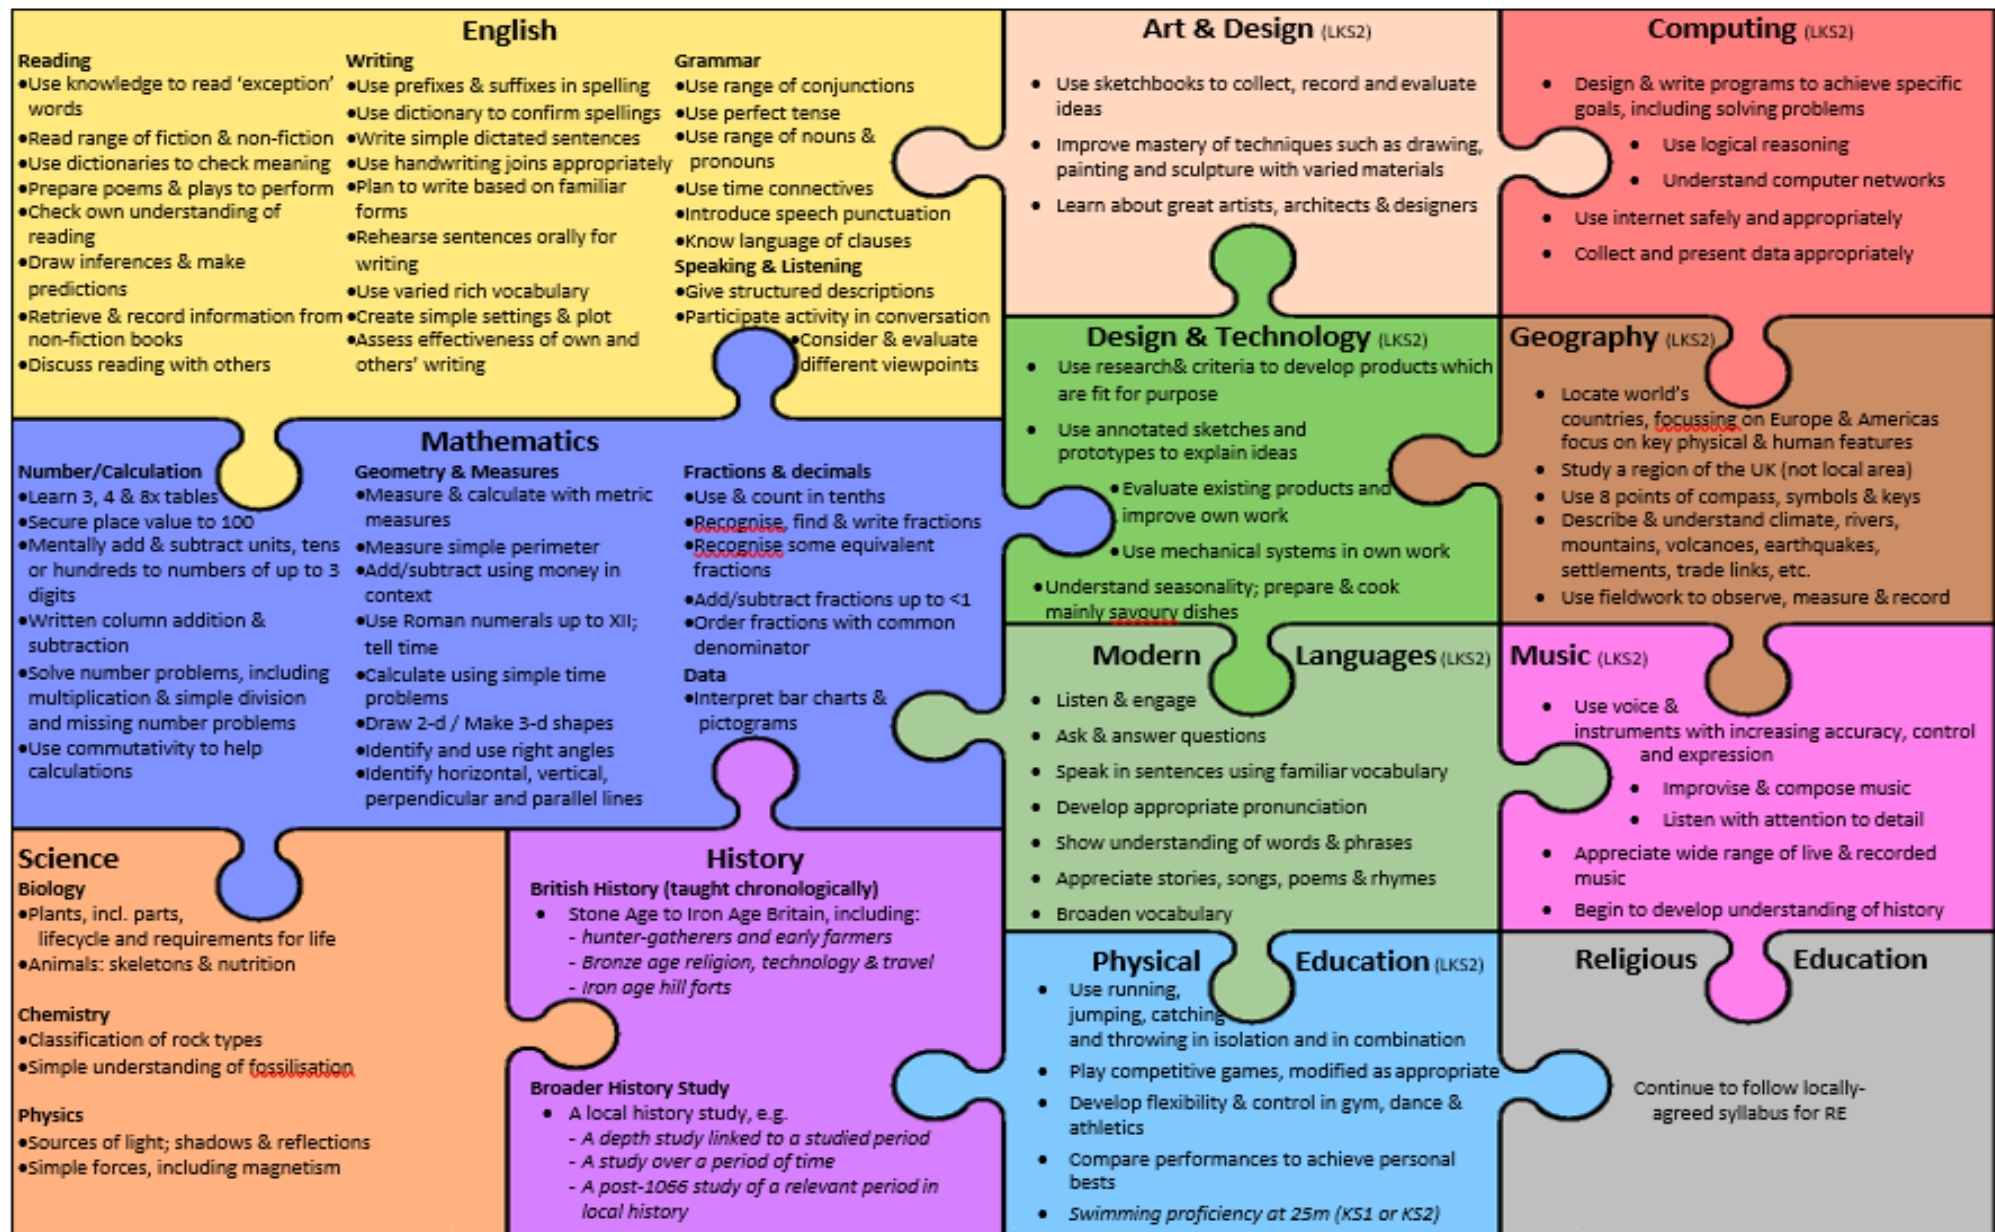 English
Reading
•Use knowledge to read ‘exception’
words
•Read range of fiction & non-fiction
•Use dictionaries to check meaning
•Prepare poems & plays to perform
•Check own understanding of
reading
•Draw inferences & make
predictions
•Retrieve & record information from
non-fiction books
•Discuss reading with others
Writing
•Use prefixes & suffixes in spelling
•Use dictionary to confirm spellings
•Write simple dictated sentences
•Use handwriting joins appropriately
•Plan to write based on familiar
forms
•Rehearse sentences orally for
writing
•Use varied rich vocabulary
•Create simple settings & plot
•Assess effectiveness of own and
others’ writing
Grammar
•Use range of conjunctions
•Use perfect tense
•Use range of nouns &
pronouns
•Use time connectives
•Introduce speech punctuation
•Know language of clauses
Speaking & Listening
•Give structured descriptions
•Participate activity in conversation
•Consider & evaluate
different viewpoints
Art & Design (LKS2)
• Use sketchbooks to collect, record and evaluate
ideas
• Improve mastery of techniques such as drawing,
painting and sculpture with varied materials
• Learn about great artists, architects & designers
Computing (LKS2)
• Design & write programs to achieve specific
goals, including solving problems
• Use logical reasoning
• Understand computer networks
• Use internet safely and appropriately
• Collect and present data appropriately
Mathematics
Number/Calculation
•Learn 3, 4 & 8x tables
•Secure place value to 100
•Mentally add & subtract units, tens
or hundreds to numbers of up to 3
digits
•Written column addition &
subtraction
•Solve number problems, including
multiplication & simple division
and missing number problems
•Use commutativity to help
calculations
Geometry & Measures
•Measure & calculate with metric
measures
•Measure simple perimeter
•Add/subtract using money in
context
•Use Roman numerals up to XII;
tell time
•Calculate using simple time
problems
•Draw 2-d / Make 3-d shapes
•Identify and use right angles
•Identify horizontal, vertical,
perpendicular and parallel lines
Fractions & decimals
•Use & count in tenths
•Recognise, find & write fractions
•Recognise some equivalent
fractions
•Add/subtract fractions up to <1
•Order fractions with common
denominator
Data
•Interpret bar charts &
pictograms
Design & Technology (LKS2)
• Use research& criteria to develop products which
are fit for purpose
• Use annotated sketches and
prototypes to explain ideas
•Evaluate existing products and
improve own work
•Use mechanical systems in own work
•Understand seasonality; prepare & cook
mainly savoury dishes
Geography (LKS2)
• Locate world’s
countries, focussing on Europe & Americas
focus on key physical & human features
• Study a region of the UK (not local area)
• Use 8 points of compass, symbols & keys
• Describe & understand climate, rivers,
mountains, volcanoes, earthquakes,
settlements, trade links, etc.
• Use fieldwork to observe, measure & record
Modern Languages (LKS2)
• Listen & engage
• Ask & answer questions
• Speak in sentences using familiar vocabulary
• Develop appropriate pronunciation
• Show understanding of words & phrases
• Appreciate stories, songs, poems & rhymes
• Broaden vocabulary
Music (LKS2)
• Use voice &
instruments with increasing accuracy, control
and expression
• Improvise & compose music
• Listen with attention to detail
• Appreciate wide range of live & recorded
music
• Begin to develop understanding of history
Science
Biology
•Plants, incl. parts,
lifecycle and requirements for life
•Animals: skeletons & nutrition
Chemistry
•Classification of rock types
•Simple understanding of fossilisation
Physics
•Sources of light; shadows & reflections
•Simple forces, including magnetism
History
British History (taught chronologically)
• Stone Age to Iron Age Britain, including:
- hunter-gatherers and early farmers
- Bronze age religion, technology & travel
- Iron age hill forts
Broader History Study
• A local history study, e.g.
- A depth study linked to a studied period
- A study over a period of time
- A post-1066 study of a relevant period in
local history
Physical Education (LKS2)
• Use running,
jumping, catching
and throwing in isolation and in combination
• Play competitive games, modified as appropriate
• Develop flexibility & control in gym, dance &
athletics
• Compare performances to achieve personal
bests
• Swimming proficiency at 25m (KS1 or KS2)
Religious Education
Continue to follow locally-
agreed syllabus for RE